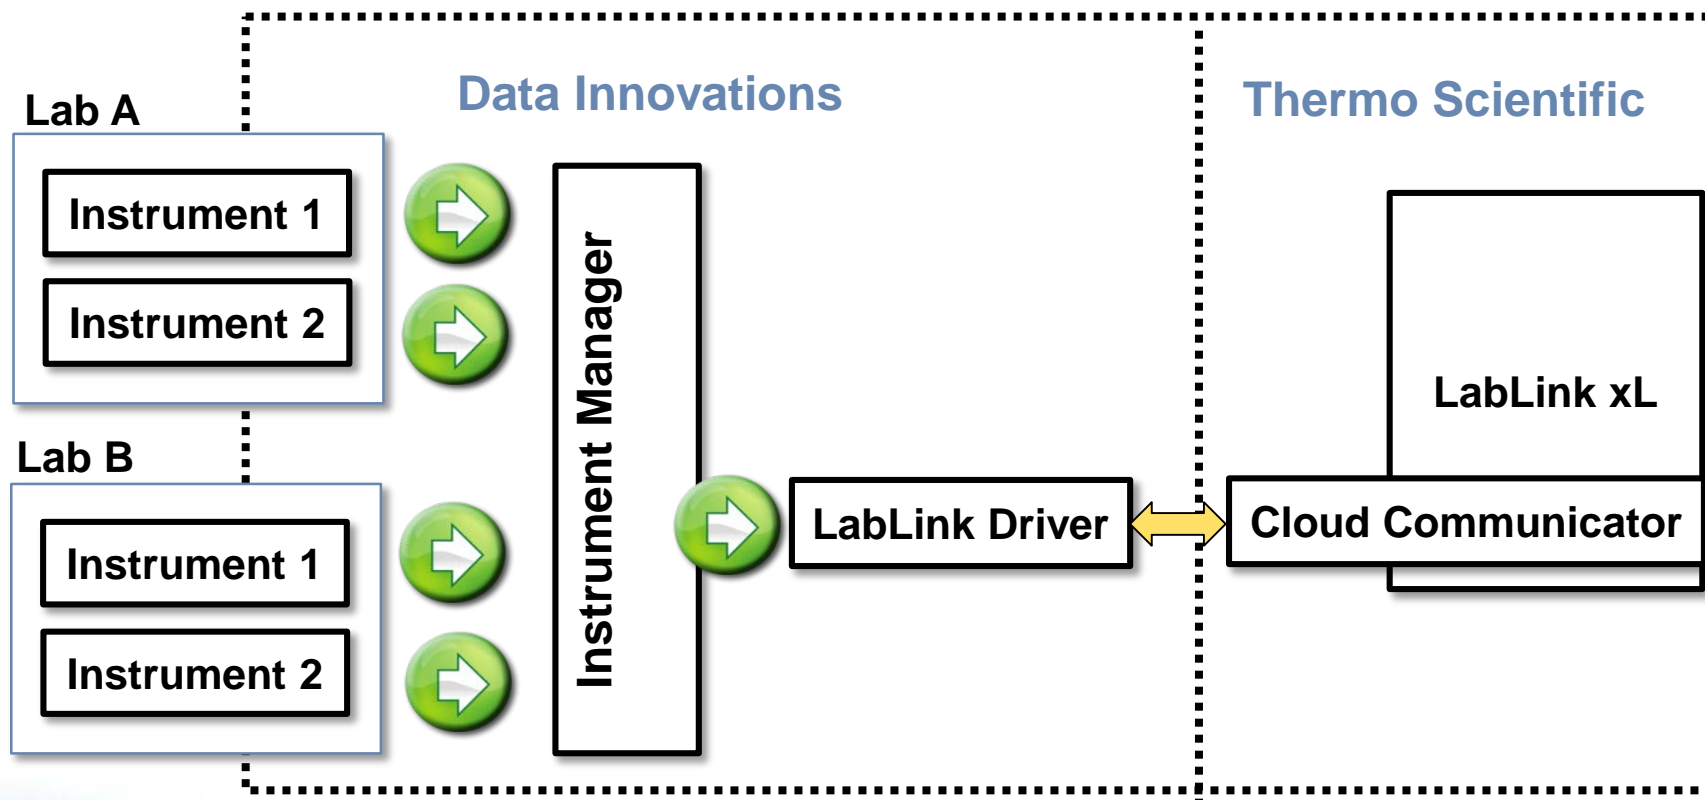 Data Innovations
Thermo Scientific
Lab A
Instrument 1
Instrument 2
Lab B
Instrument 1
Instrument 2
Instrument Manager
LabLink Driver
LabLink xL
Cloud Communicator